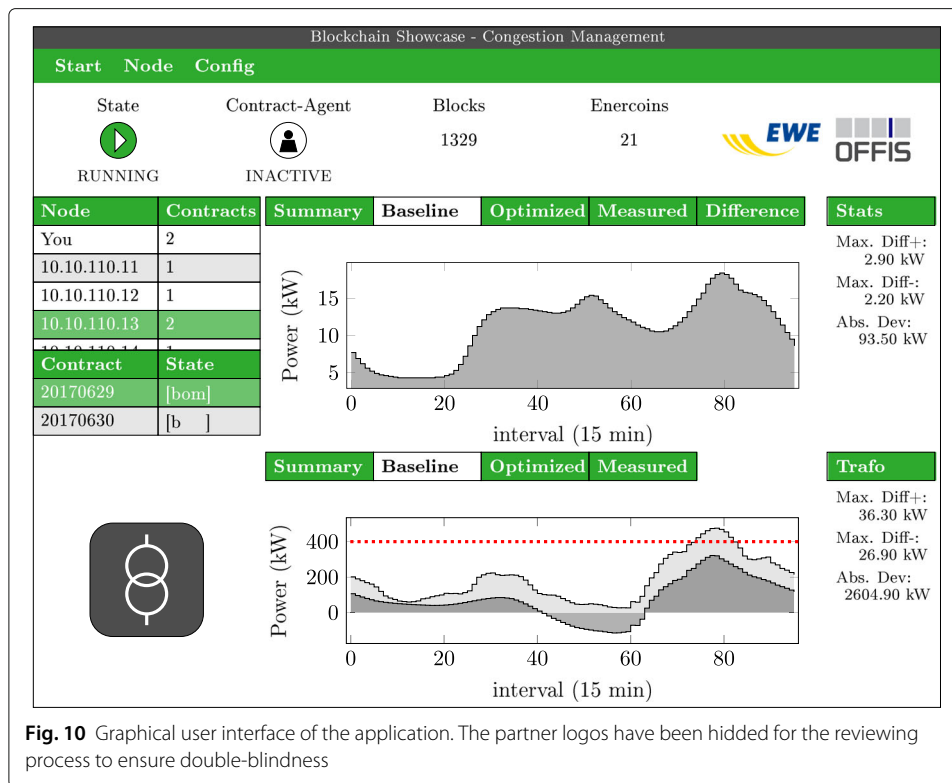 Blockchain Showcase - Congestion Management
Start Node Config
State Contract-Agent Blocks Enercoins
1329 21
EWE OFFIS
RUNNING INACTIVE
Node Contracts
You 2
10.10.110.11 1
10.10.110.12 1
10.10.110.13 2
10.10.110.14 1
Contract State
20170629 [bom]
20170630 [b ]
Summary Baseline Optimized Measured Difference
Power (kW)
15
10
5
0 20 40 60 80
interval (15 min)
Stats
Max. Diff+:
2.90 kW
Max. Diff-:
2.20 kW
Abs. Dev:
93.50 kW
Summary Baseline Optimized Measured
Power (kW)
400
200
0
0 20 40 60 80
interval (15 min)
Trafo
Max. Diff+:
36.30 kW
Max. Diff-:
26.90 kW
Abs. Dev:
2604.90 kW
Fig. 10 Graphical user interface of the application. The partner logos have been hidded for the reviewing
process to ensure double-blindness